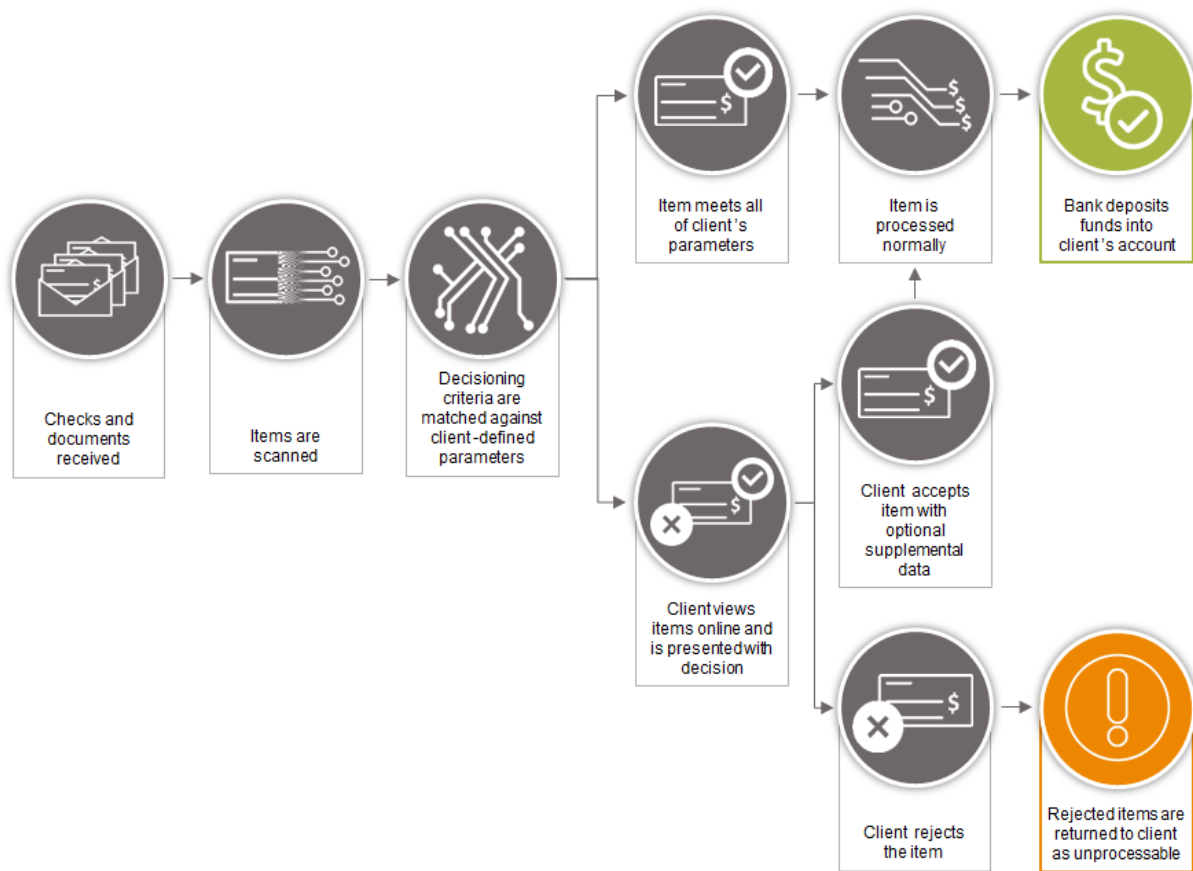 Item meets all
of client's
parameters
Item is
processed
normally
Bank deposits
funds into
client's account
Checks and
documents
received
Items are
scanned
Decisioning
criteria are
matched against
client-defined
parameters
Client accepts
item with
optional
supplemental
data
Client views
items online and
is presented with
decision
Client rejects
the item
Rejected items are
returned to client
as unprocessable